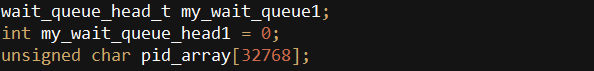 wait_queue_head_t my_wait_queue1;
int my_wait_queue_head1 = 0;
unsigned char pid_array[32768];